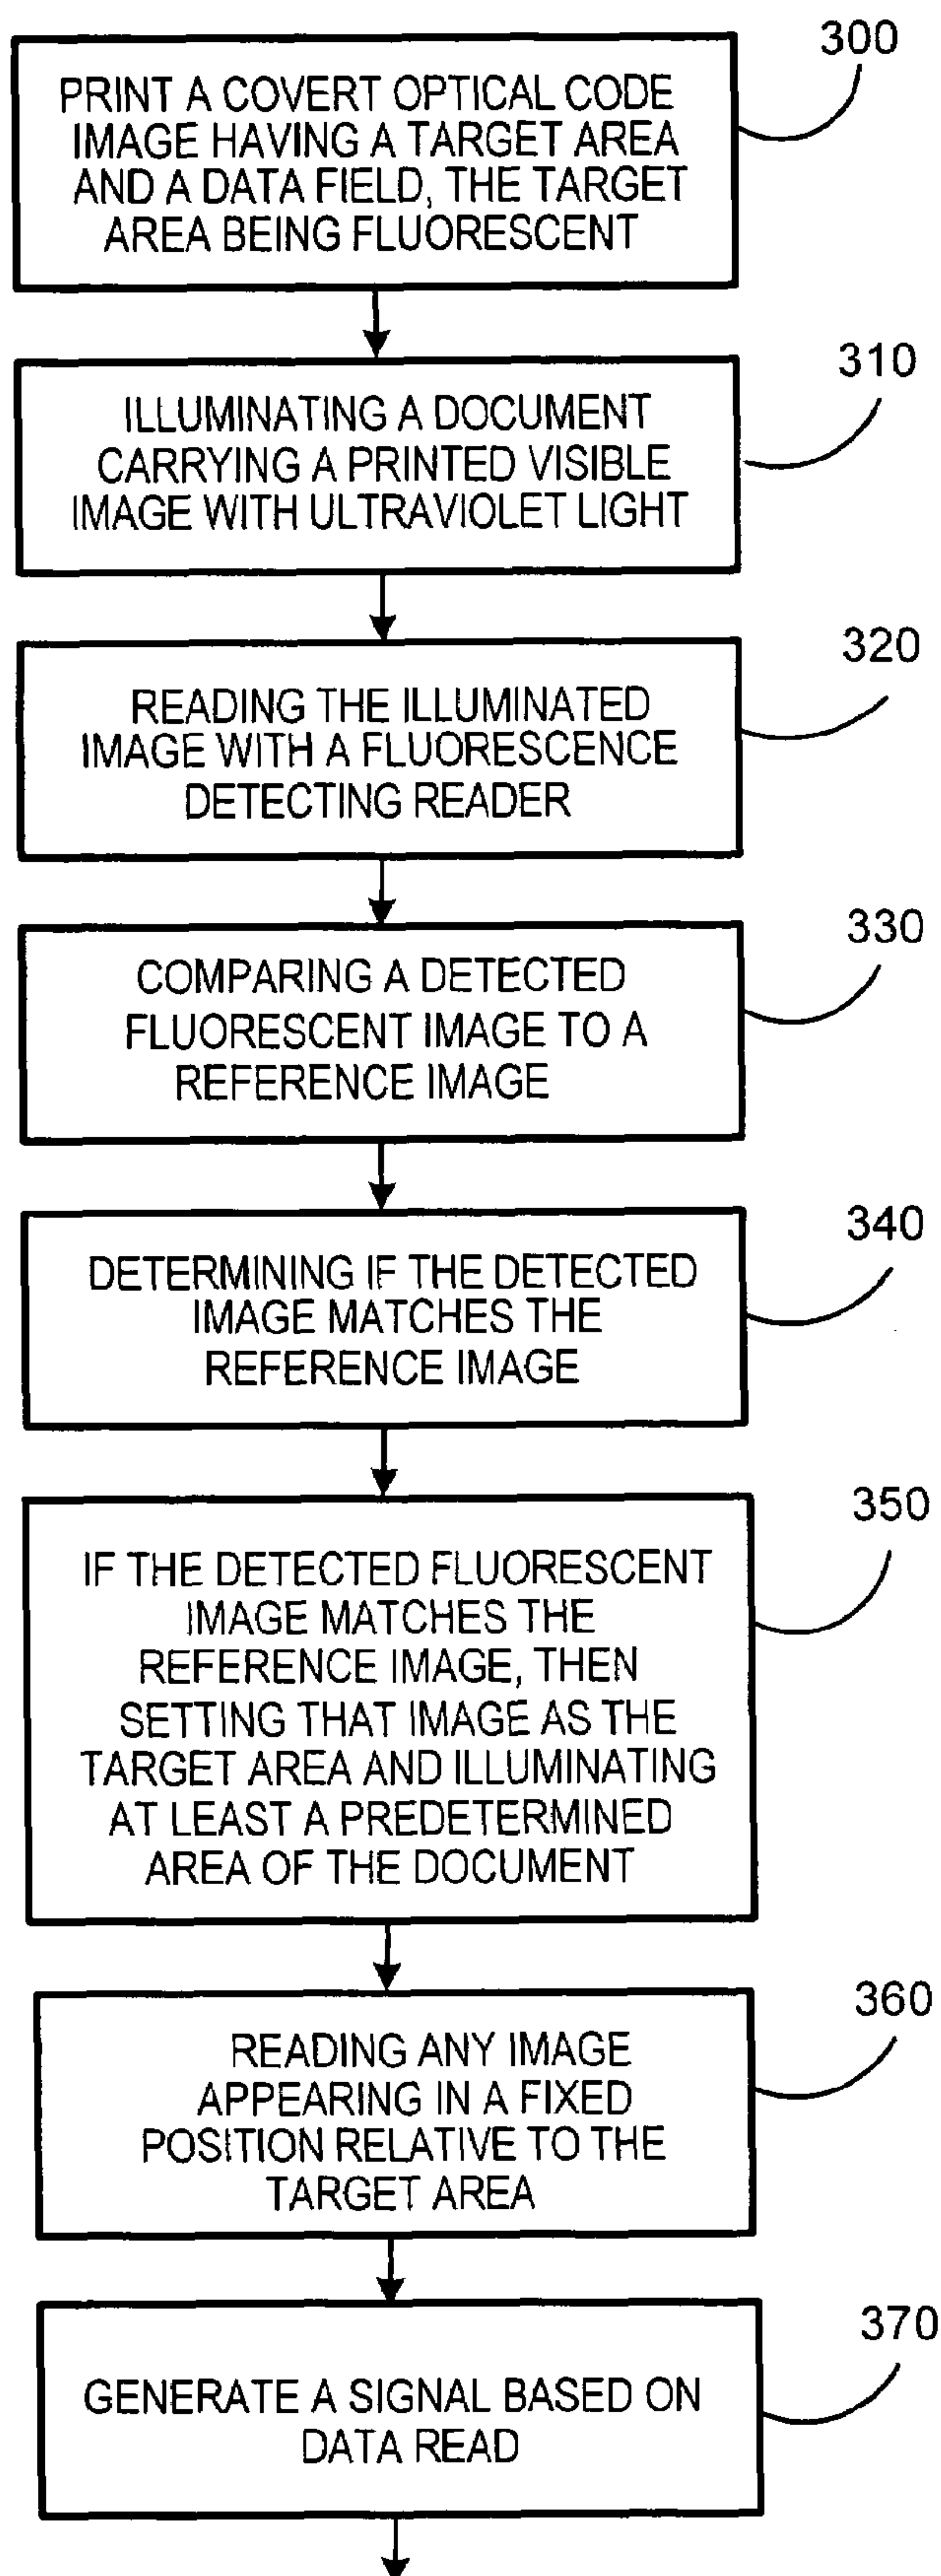 300
PRINT A COVERT OPTICAL CODE
IMAGE HAVING A TARGET AREA
AND A DATA FIELD, THE TARGET
AREA BEING FLUORESCENT
310
ILLUMINATING A DOCUMENT
CARRYING A PRINTED VISIBLE
IMAGE WITH ULTRAVIOLET LIGHT
320
READING THE ILLUMINATED
IMAGE WITH A FLUORESCENCE
DETECTING READER
330
COMPARING A DETECTED
FLUORESCENT IMAGE TO A
REFERENCE IMAGE
340
DETERMINING IF THE DETECTED
IMAGE MATCHES THE
REFERENCE IMAGE
350
IF THE DETECTED FLUORESCENT
IMAGE MATCHES THE
REFERENCE IMAGE, THEN
SETTING THAT IMAGE AS THE
TARGET AREA AND ILLUMINATING
AT LEAST A PREDETERMINED
AREA OF THE DOCUMENT
360
READING ANY IMAGE
APPEARING IN A FIXED
POSITION RELATIVE TO THE
TARGET AREA
370
GENERATE A SIGNAL BASED ON
DATA READ